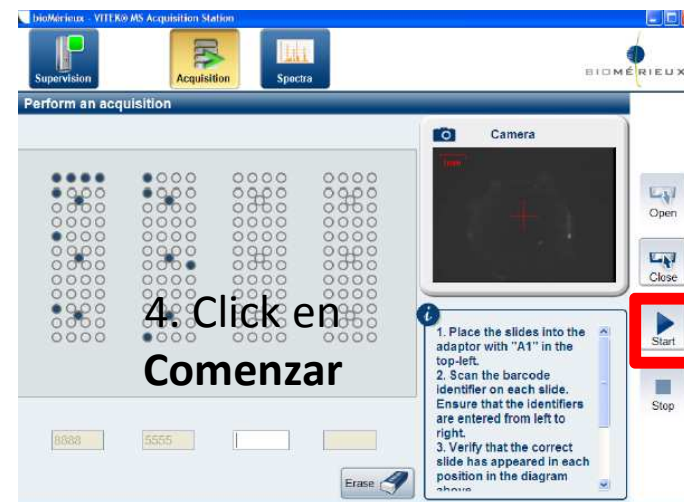 bioMérieux - VITEK® MS Acquisition Station
Supervision
Acquisition
Spectra
BIOMÉRIEUX
Perform an acquisition
Camera
Open
Close
4. Click en
Comenzar
Start
Stop
1. Place the slides into the
adaptor with "A1" in the
top-left.
2. Scan the barcode
identifier on each slide.
Ensure that the identifiers
are entered from left to
right.
3. Verify that the correct
slide has appeared in each
position in the diagram
above
8888
5555
Erase